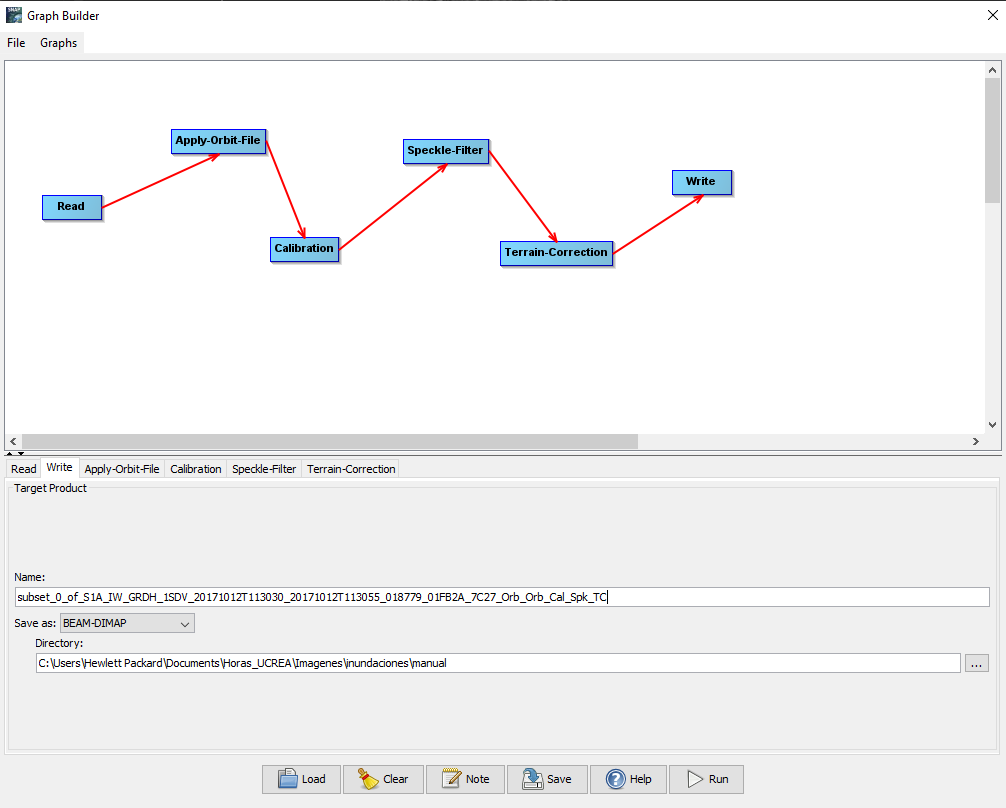 SNAP
Graph Builder
File Graphs
Apply-Orbit-File
Speckle-Filter
Write
Read
Calibration
Terrain-Correction
Read Write Apply-Orbit-File Calibration Speckle-Filter Terrain-Correction
Target Product
Name:
subset_0_of_S1A_IW_GRDH_1SDV_20171012T113030_20171012T113055_018779_01FB2A_7C27_Orb_Orb_Cal_Spk_TC
Save as: BEAM-DIMAP
Directory:
C:\Users\Hewlett Packard\Documents\Horas_UCREA\Imagenes\inundaciones\manual
...
Load Clear Note Save Help Run